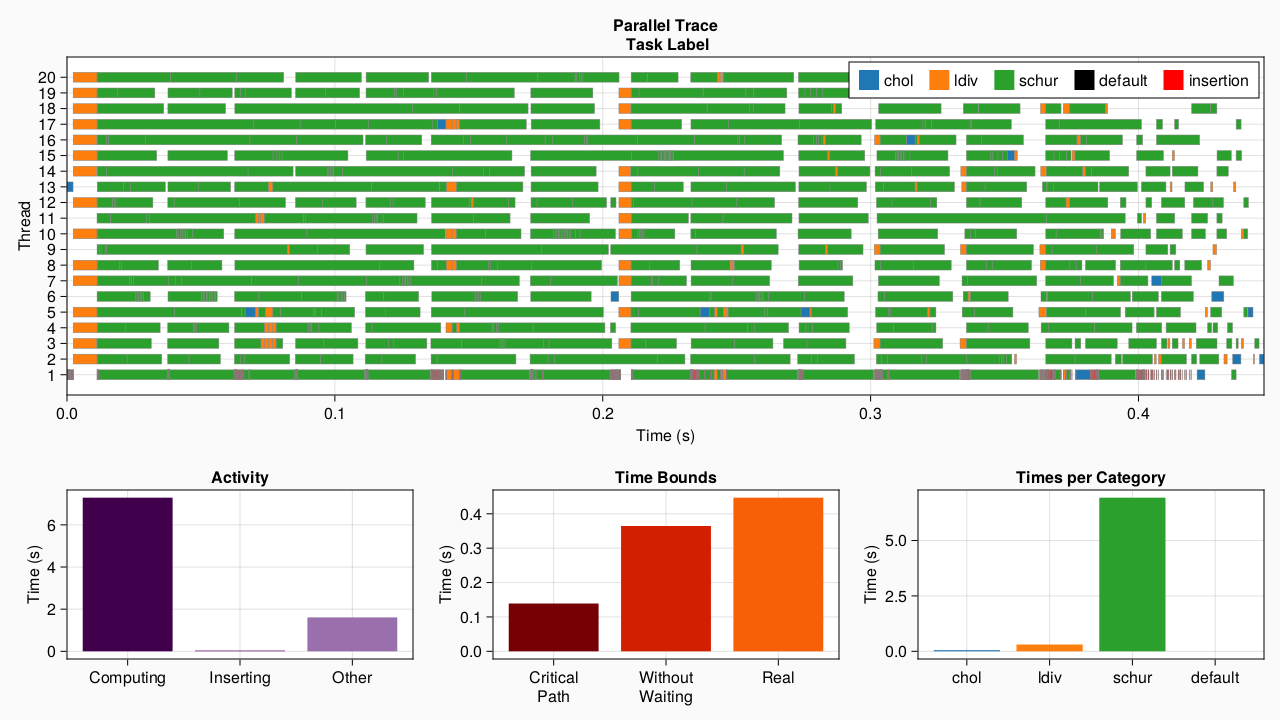 Parallel Trace
Task Label
chol ldiv schur default insertion
Thread
20
19
18
17
16
15
14
13
12
11
10
9
8
7
6
5
4
3
2
1
0.0 0.1 0.2 0.3 0.4
Time (s)
Activity
Time (s)
6
4
2
0
Computing Inserting Other
Time Bounds
Time (s)
0.4
0.3
0.2
0.1
0.0
Critical Without Real
Path Waiting
Times per Category
Time (s)
5.0
2.5
0.0
chol ldiv schur default